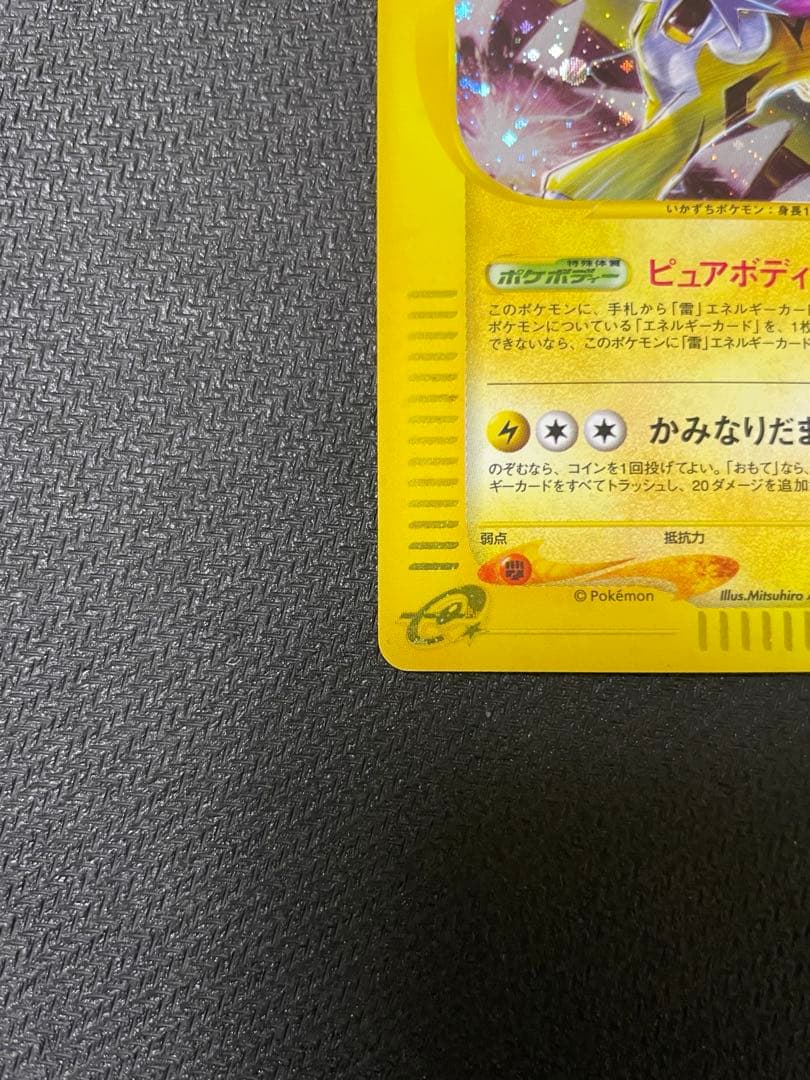 いかずちポケモン：身長1
特殊体質
ポケボディー ピュアボディ
このポケモンに、手札から「雷」エネルギーカー
ポケモンについている「エネルギーカード」を、1枚
できないなら、このポケモンに「雷」エネルギーカード
かみなりだま
のぞむなら、コインを1回投げてよい。「おもて」なら、
ギーカードをすべてトラッシュし、20ダメージを追加
弱点 抵抗力
© Pokémon Illus.Mitsuhiro